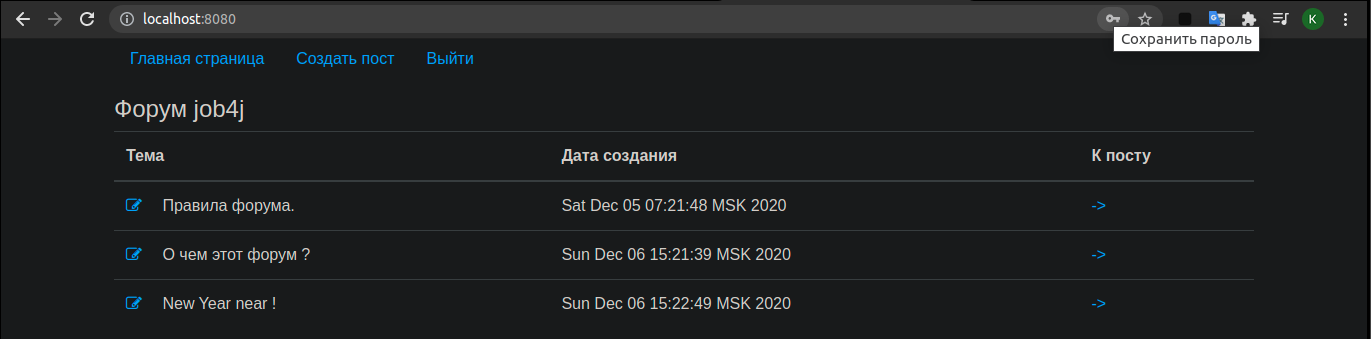 localhost:8080
K
Сохранить пароль
Главная страница Создать пост Выйти
Форум job4j
Тема Дата создания К посту
Правила форума. Sat Dec 05 07:21:48 MSK 2020 ->
О чем этот форум ? Sun Dec 06 15:21:39 MSK 2020 ->
New Year near ! Sun Dec 06 15:22:49 MSK 2020 ->